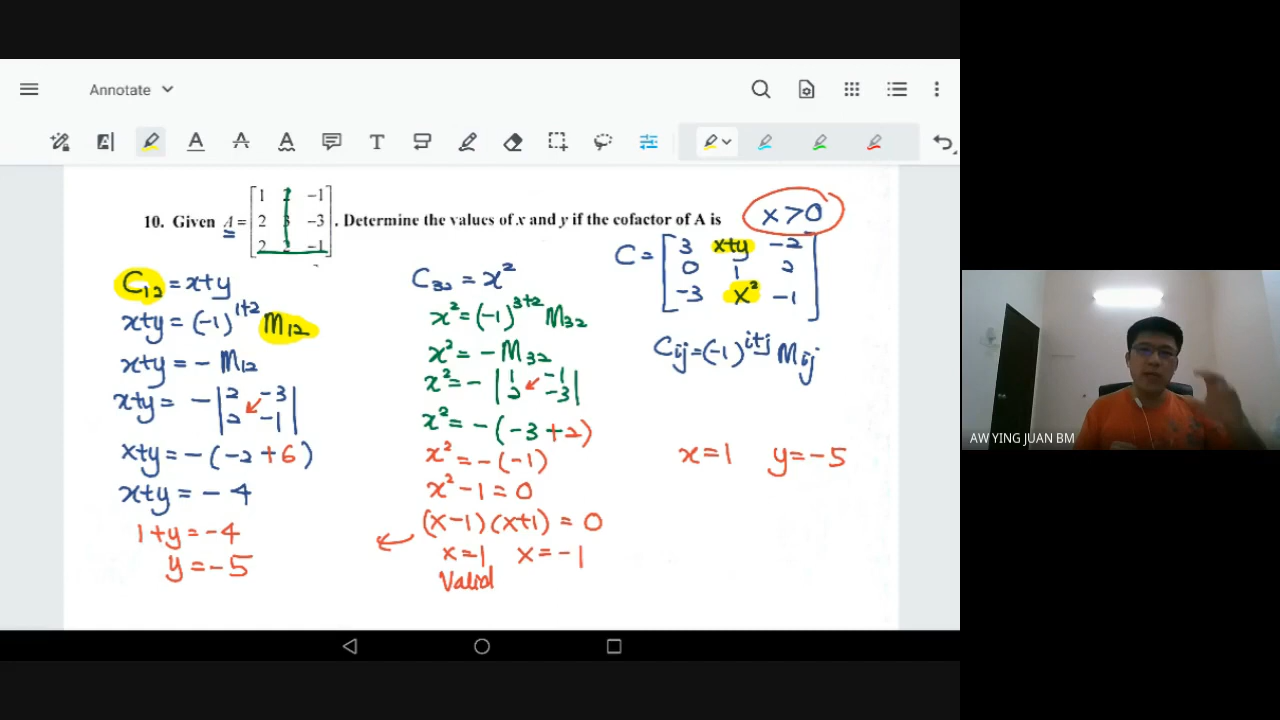 Annotate
10. Given A = [1 2 -1; 2 3 -3; 2 2 -1]. Determine the values of x and y if the cofactor of A is
x > 0
C = [3 x+y -2; 0 1 2; -3 x² -1]
Cij = (-1)^(i+j) Mij
x = 1 y = -5
C12 = x+y
x+y = (-1)^(1+2) M12
x+y = - M12
x+y = - |2 -3; 2 -1|
x+y = - (-2 + 6)
x+y = - 4
1 + y = -4
y = -5
C32 = x²
x² = (-1)^(3+2) M32
x² = - M32
x² = - |1 -1; 2 -3|
x² = - (-3 + 2)
x² = - (-1)
x² - 1 = 0
(x-1)(x+1) = 0
x = 1 x = -1
Valid
AW YING JUAN BM